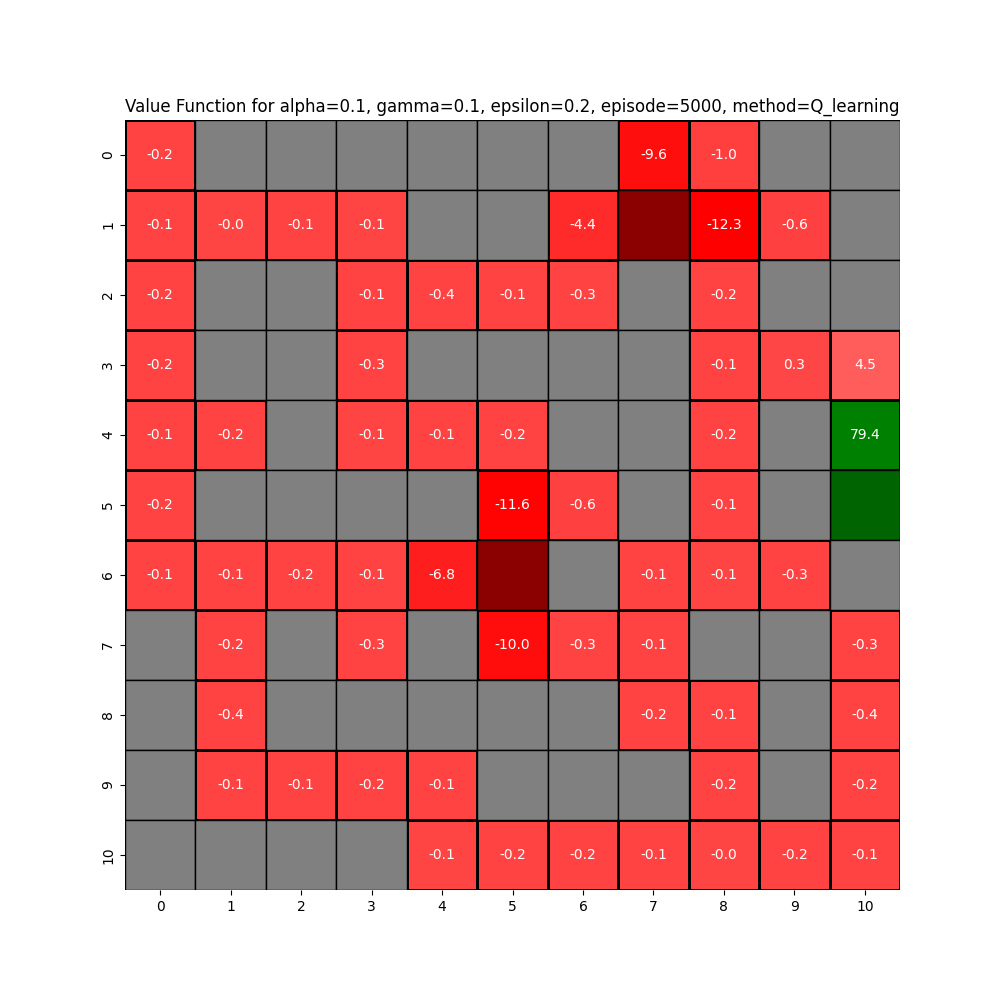 Value Function for alpha=0.1, gamma=0.1, epsilon=0.2, episode=5000, method=Q_learning
0 -0.2 -9.6 -1.0
1 -0.1 -0.0 -0.1 -0.1 -4.4 -12.3 -0.6
2 -0.2 -0.1 -0.4 -0.1 -0.3 -0.2
3 -0.2 -0.3 -0.1 0.3 4.5
4 -0.1 -0.2 -0.1 -0.1 -0.2 -0.2 79.4
5 -0.2 -11.6 -0.6 -0.1
6 -0.1 -0.1 -0.2 -0.1 -6.8 -0.1 -0.1 -0.3
7 -0.2 -0.3 -10.0 -0.3 -0.1 -0.3
8 -0.4 -0.2 -0.1 -0.4
9 -0.1 -0.1 -0.2 -0.1 -0.2 -0.2
10 -0.1 -0.2 -0.2 -0.1 -0.0 -0.2 -0.1
0 1 2 3 4 5 6 7 8 9 10